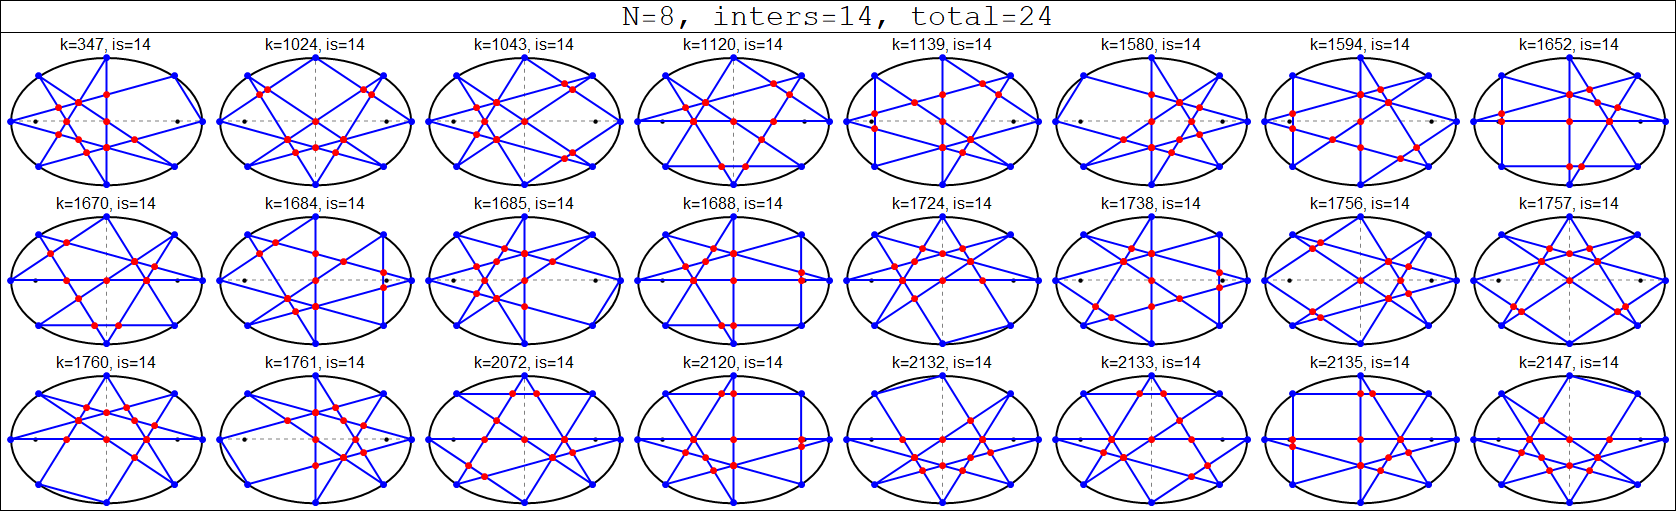 N=8, inters=14, total=24
k=347, is=14 k=1024, is=14 k=1043, is=14 k=1120, is=14 k=1139, is=14 k=1580, is=14 k=1594, is=14 k=1652, is=14
k=1670, is=14 k=1684, is=14 k=1685, is=14 k=1688, is=14 k=1724, is=14 k=1738, is=14 k=1756, is=14 k=1757, is=14
k=1760, is=14 k=1761, is=14 k=2072, is=14 k=2120, is=14 k=2132, is=14 k=2133, is=14 k=2135, is=14 k=2147, is=14